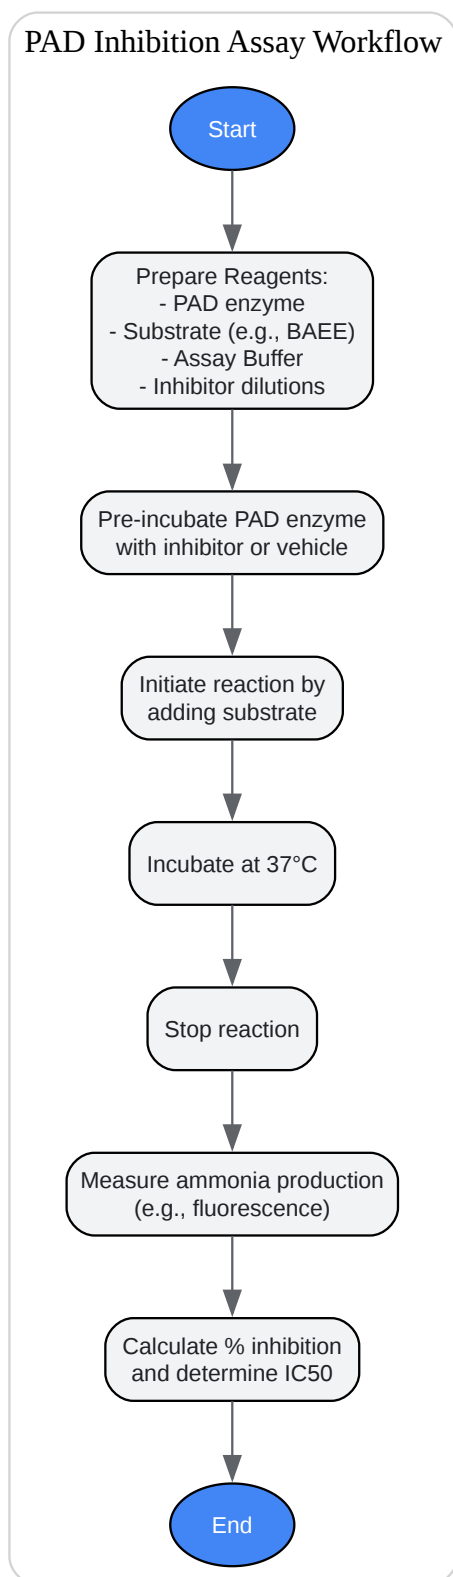 PAD Inhibition Assay Workflow
Start
Prepare Reagents:
- PAD enzyme
- Substrate (e.g., BAEE)
- Assay Buffer
- Inhibitor dilutions
Pre-incubate PAD enzyme
with inhibitor or vehicle
Initiate reaction by
adding substrate
Incubate at 37°C
Stop reaction
Measure ammonia production
(e.g., fluorescence)
Calculate % inhibition
and determine IC50
End